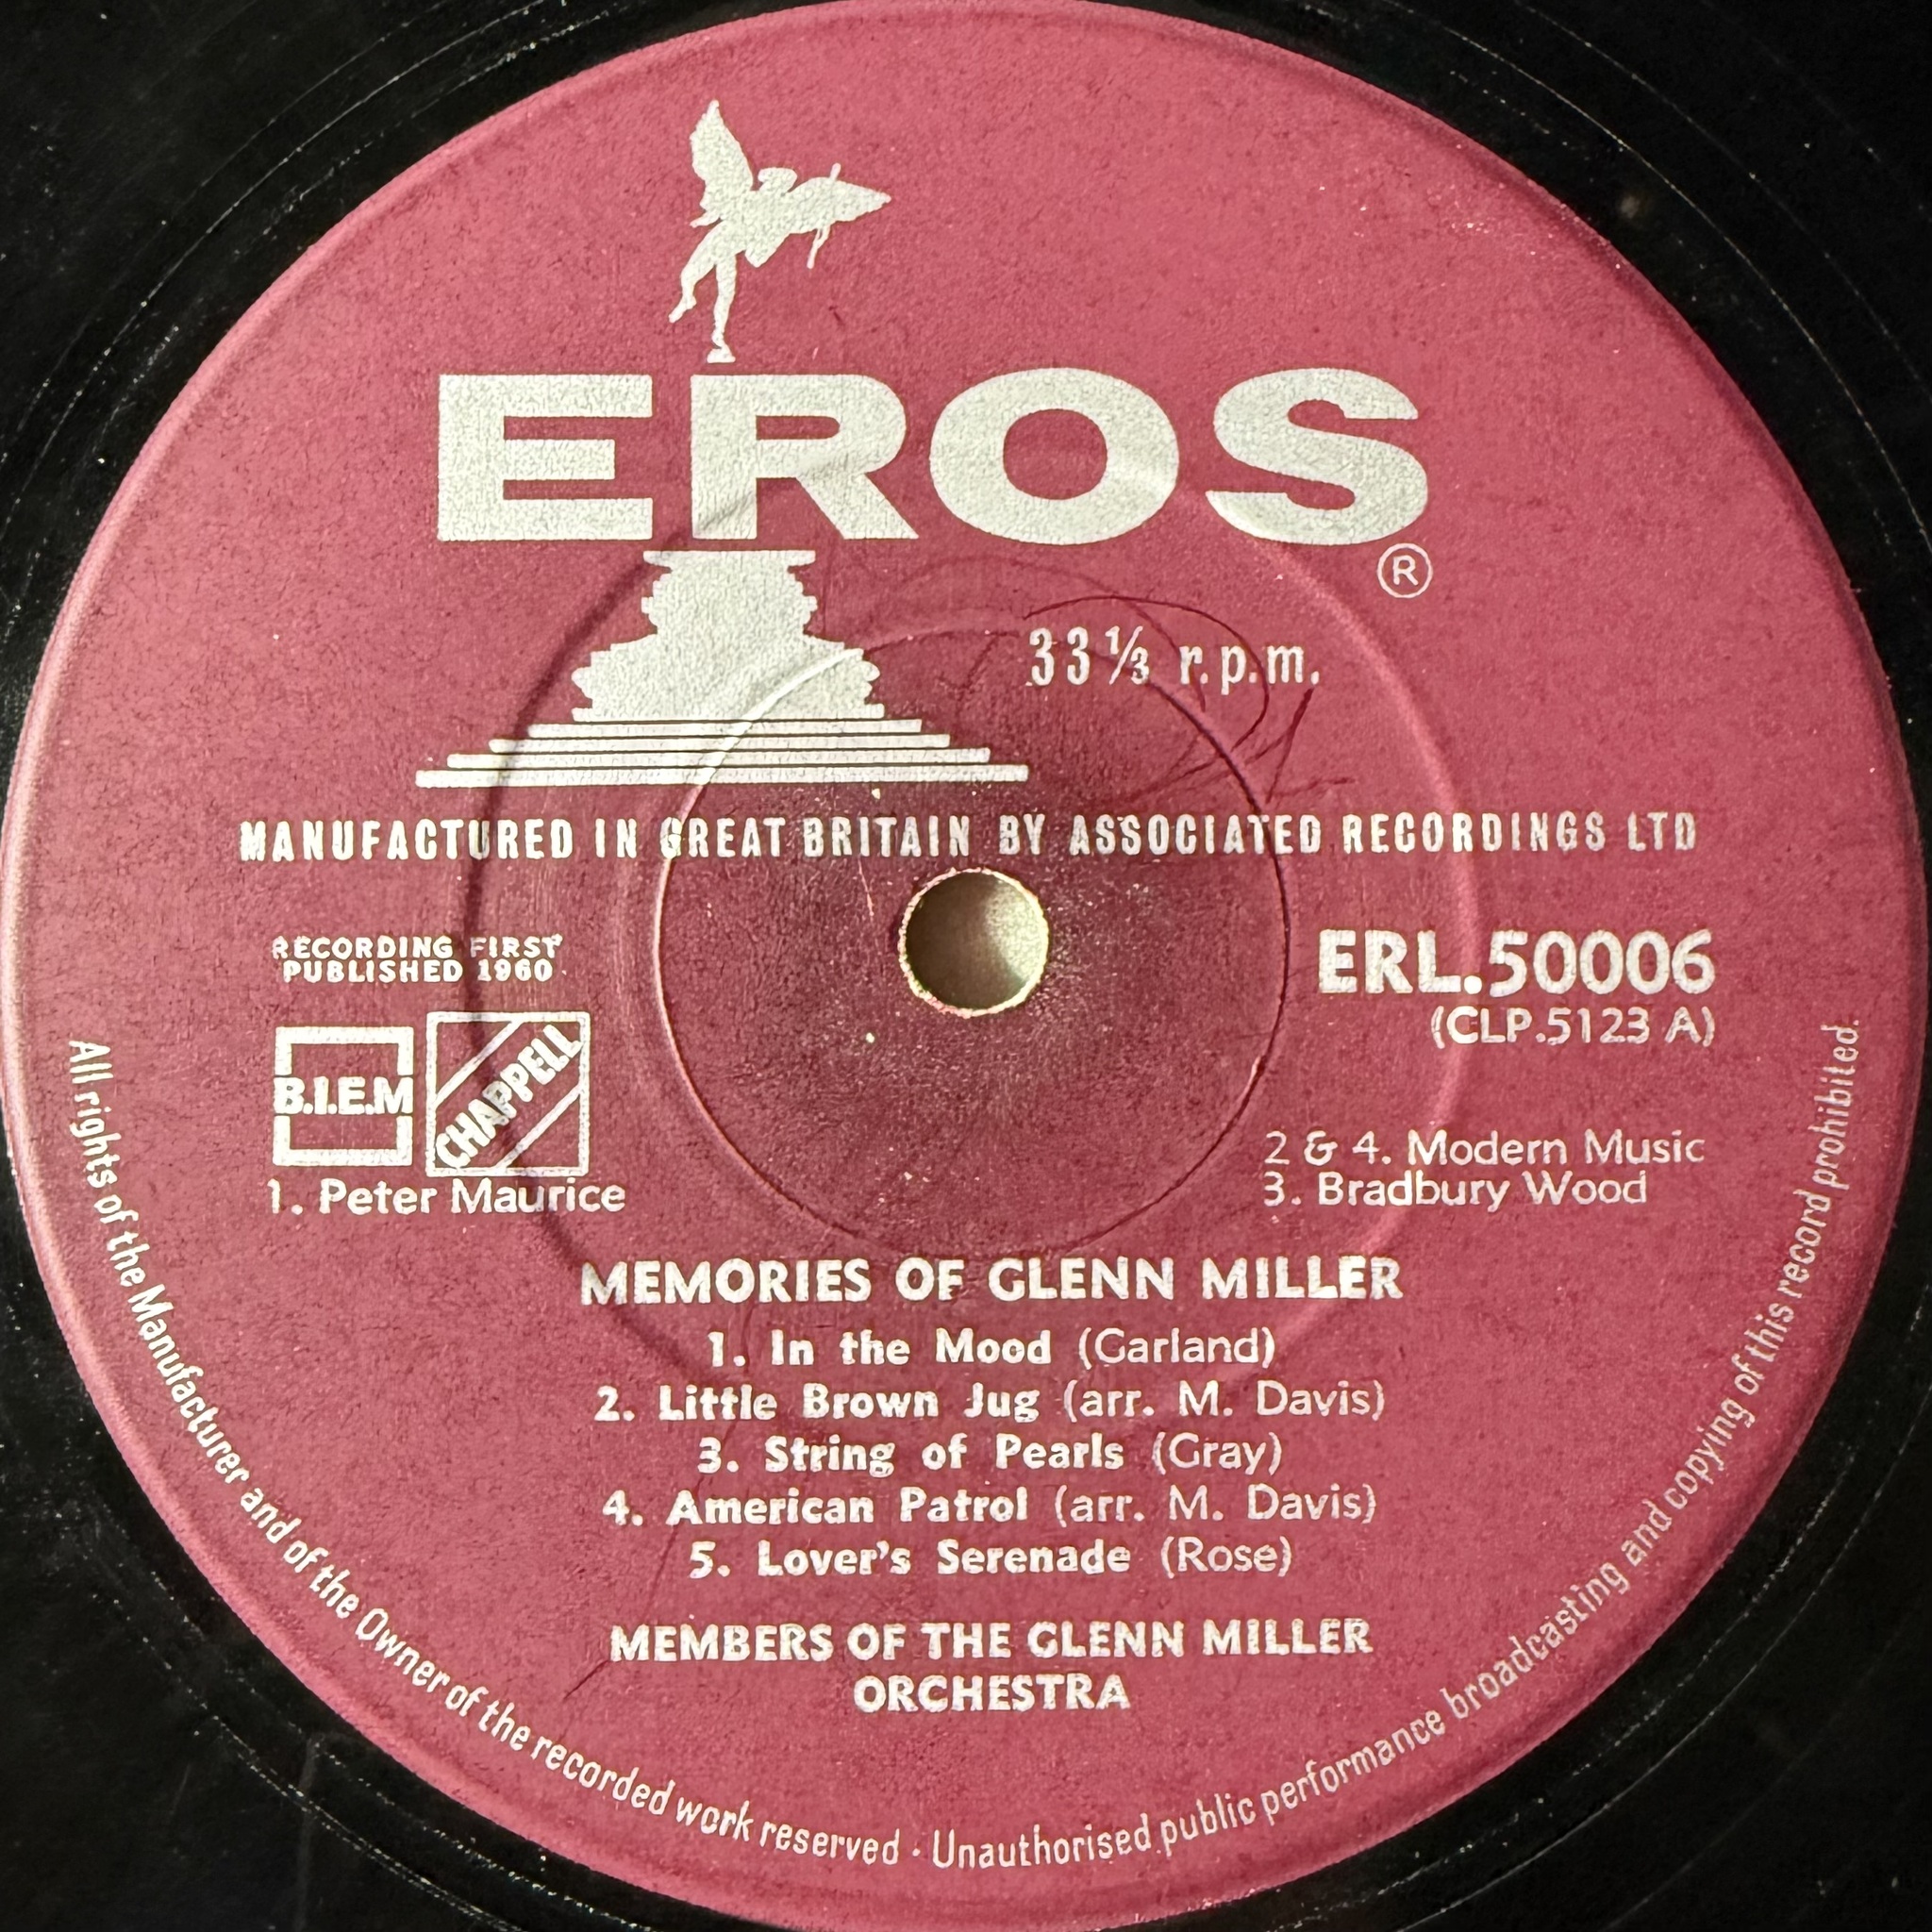 EROS
®
33⅓ r.p.m.
MANUFACTURED IN GREAT BRITAIN BY ASSOCIATED RECORDINGS LTD
RECORDING FIRST
PUBLISHED 1960
B.I.E.M
CHAPPELL
1. Peter Maurice
ERL.50006
(CLP.5123 A)
2 & 4. Modern Music
3. Bradbury Wood
MEMORIES OF GLENN MILLER
1. In the Mood (Garland)
2. Little Brown Jug (arr. M. Davis)
3. String of Pearls (Gray)
4. American Patrol (arr. M. Davis)
5. Lover's Serenade (Rose)
MEMBERS OF THE GLENN MILLER
ORCHESTRA
All rights of the Manufacturer and of the Owner of the recorded work reserved · Unauthorised public performance broadcasting and copying of this record prohibited.